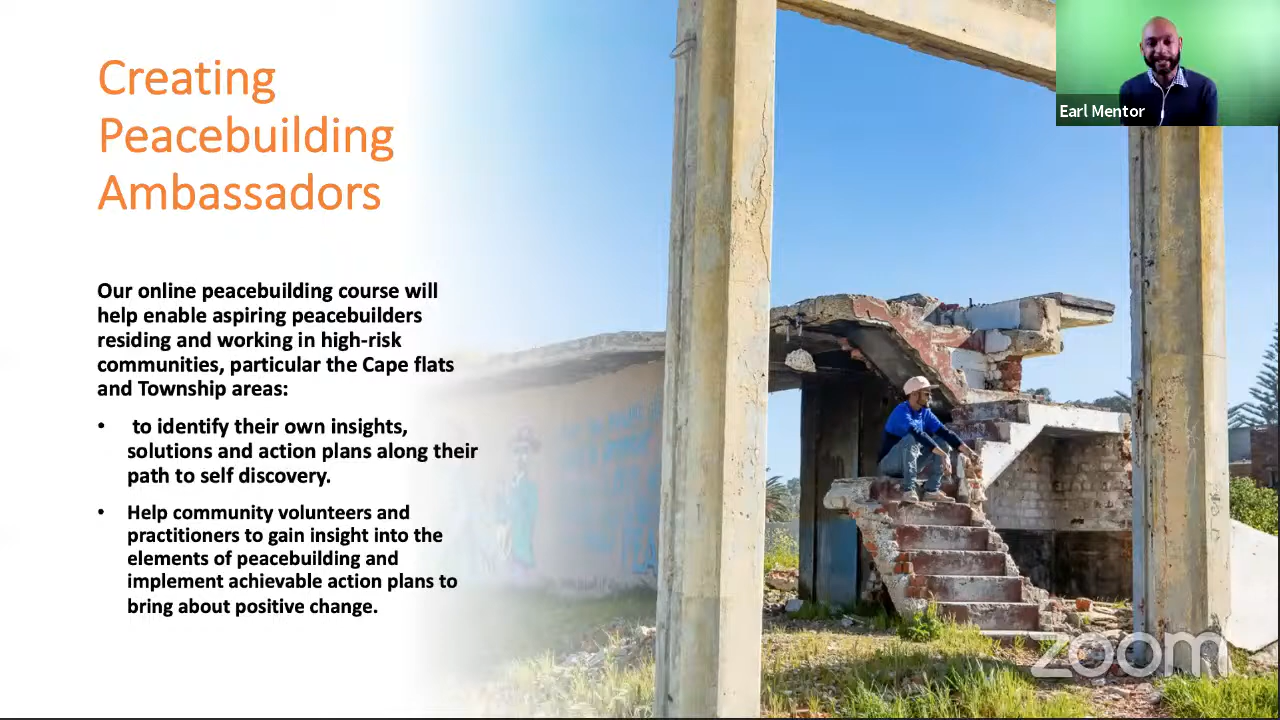 Creating
Peacebuilding
Ambassadors
Earl Mentor
Our online peacebuilding course will
help enable aspiring peacebuilders
residing and working in high-risk
communities, particular the Cape flats
and Township areas:
• to identify their own insights,
solutions and action plans along their
path to self discovery.
• Help community volunteers and
practitioners to gain insight into the
elements of peacebuilding and
implement achievable action plans to
bring about positive change.
zoom